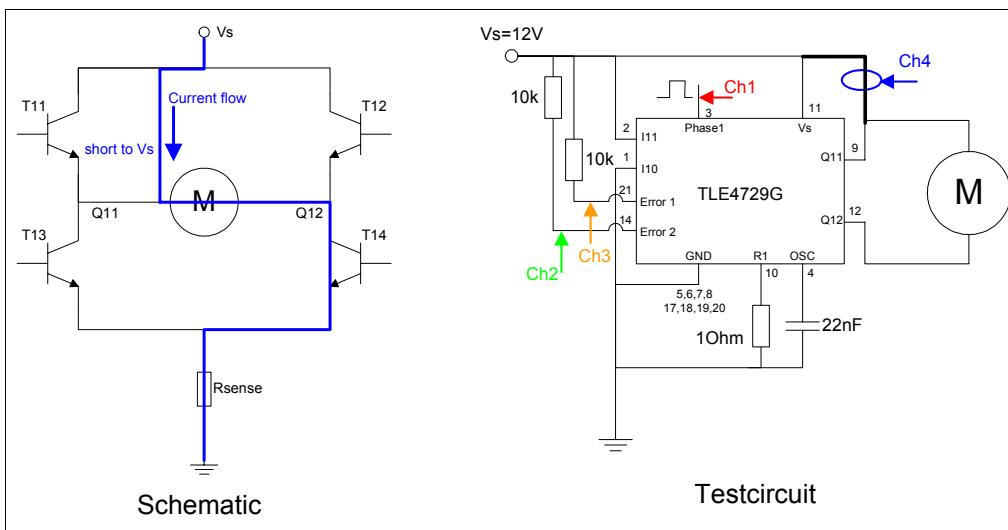 Vs
T11
T12
Current flow
short to Vs
M
Q11
Q12
T13
T14
Rsense
Schematic
Vs=12V
10k
10k
Ch1
Ch4
3
11
Phase1
Vs
2
I11
1
I10
9
Q11
21
Error 1
TLE4729G
14
Error 2
12
Q12
M
Ch3
Ch2
GND
R1
OSC
5,6,7,8
17,18,19,20
10
4
1Ohm
22nF
Testcircuit